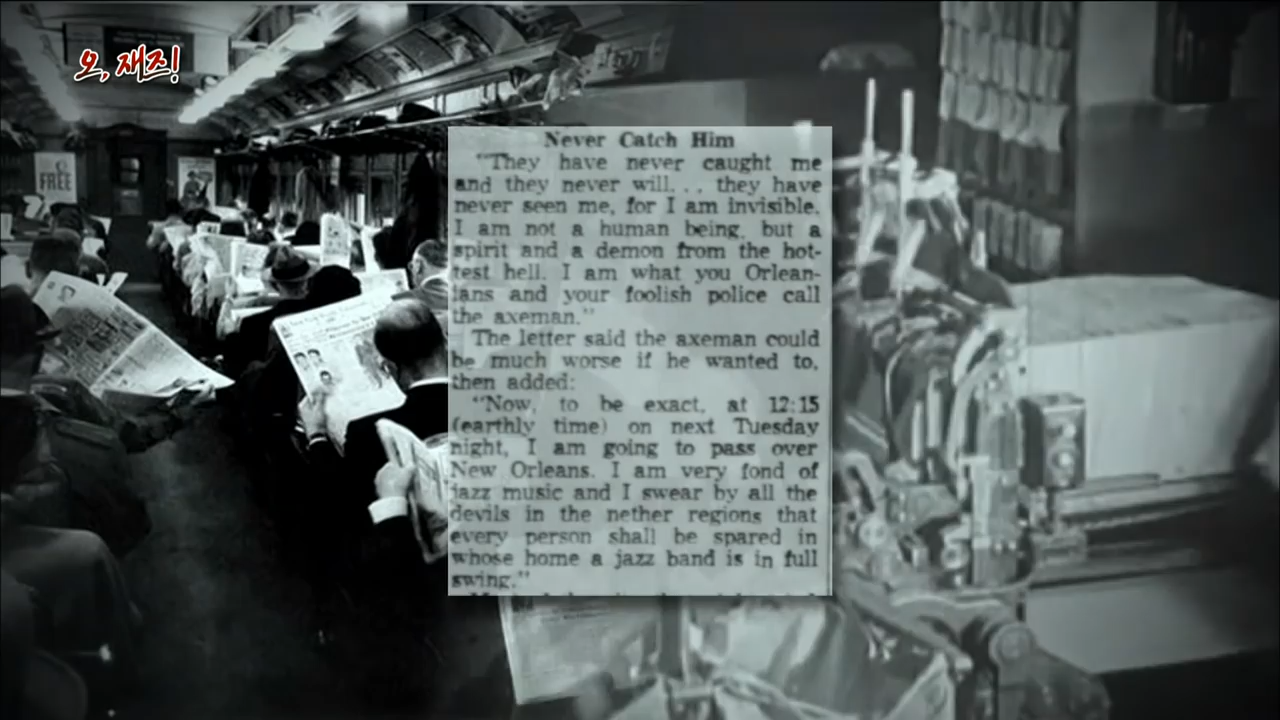 오, 재즈!
FREE
Never Catch Him
"They have never caught me
and they never will... they have
never seen me, for I am invisible.
I am not a human being, but a
spirit and a demon from the hot-
test hell. I am what you Orlean-
ians and your foolish police call
the axeman."
The letter said the axeman could
be much worse if he wanted to,
then added:
"Now, to be exact, at 12:15
(earthly time) on next Tuesday
night, I am going to pass over
New Orleans. I am very fond of
jazz music and I swear by all the
devils in the nether regions that
every person shall be spared in
whose home a jazz band is in full
swing."